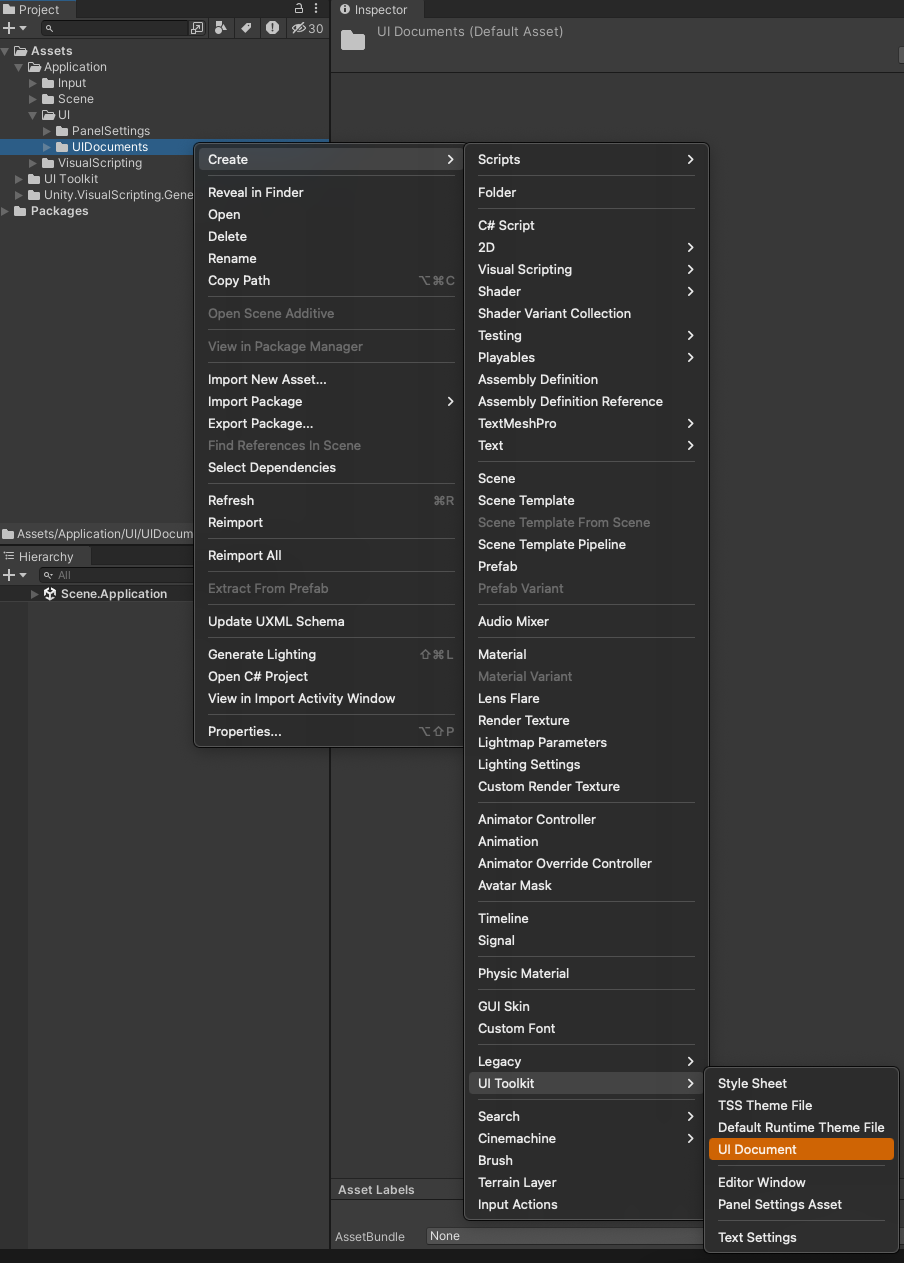 Project
30
Assets
Application
Input
Scene
UI
PanelSettings
UIDocuments
VisualScripting
UI Toolkit
Unity.VisualScripting.Gene
Packages
Assets/Application/UI/UIDocum
Hierarchy
All
Scene.Application
Inspector
UI Documents (Default Asset)
Create
Reveal in Finder
Open
Delete
Rename
Copy Path ⌥⌘C
Open Scene Additive
View in Package Manager
Import New Asset...
Import Package
Export Package...
Find References In Scene
Select Dependencies
Refresh ⌘R
Reimport
Reimport All
Extract From Prefab
Update UXML Schema
Generate Lighting ⇧⌘L
Open C# Project
View in Import Activity Window
Properties... ⌥⇧P
Scripts
Folder
C# Script
2D
Visual Scripting
Shader
Shader Variant Collection
Testing
Playables
Assembly Definition
Assembly Definition Reference
TextMeshPro
Text
Scene
Scene Template
Scene Template From Scene
Scene Template Pipeline
Prefab
Prefab Variant
Audio Mixer
Material
Material Variant
Lens Flare
Render Texture
Lightmap Parameters
Lighting Settings
Custom Render Texture
Animator Controller
Animation
Animator Override Controller
Avatar Mask
Timeline
Signal
Physic Material
GUI Skin
Custom Font
Legacy
UI Toolkit
Search
Cinemachine
Brush
Terrain Layer
Input Actions
Style Sheet
TSS Theme File
Default Runtime Theme File
UI Document
Editor Window
Panel Settings Asset
Text Settings
Asset Labels
AssetBundle None